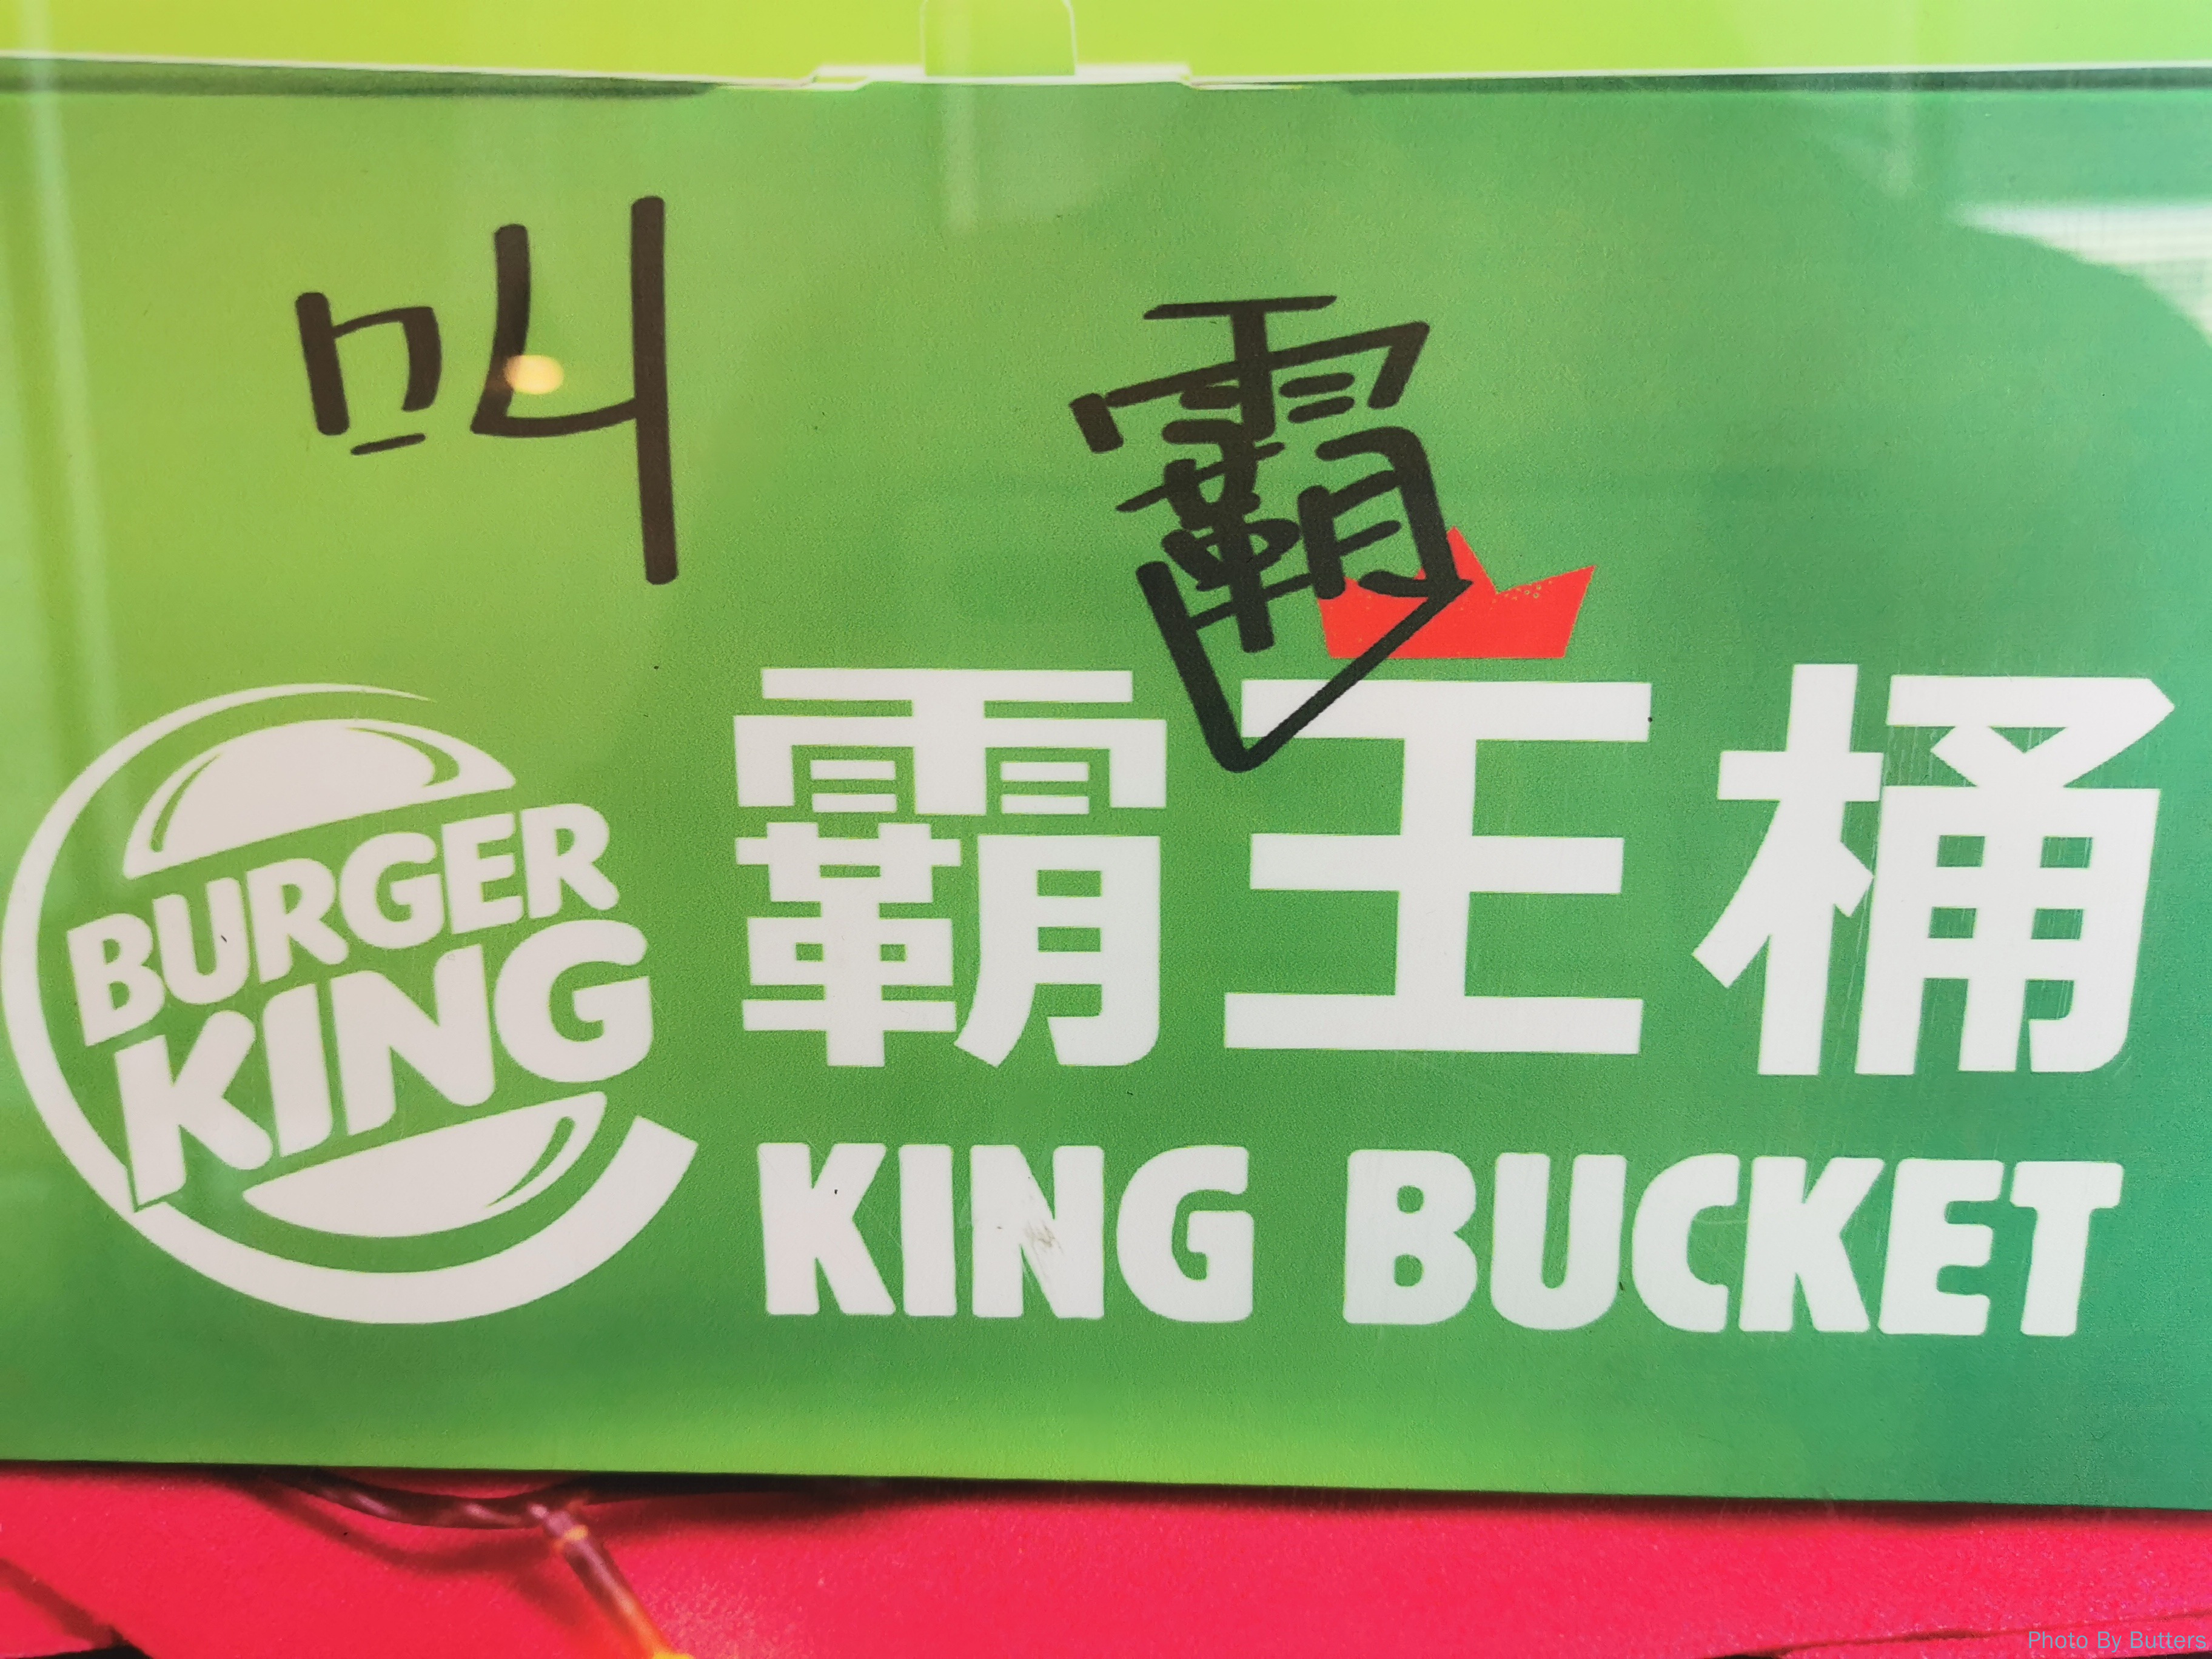 叫 霸
BURGER
KING
霸王桶
KING BUCKET
Photo By Butters